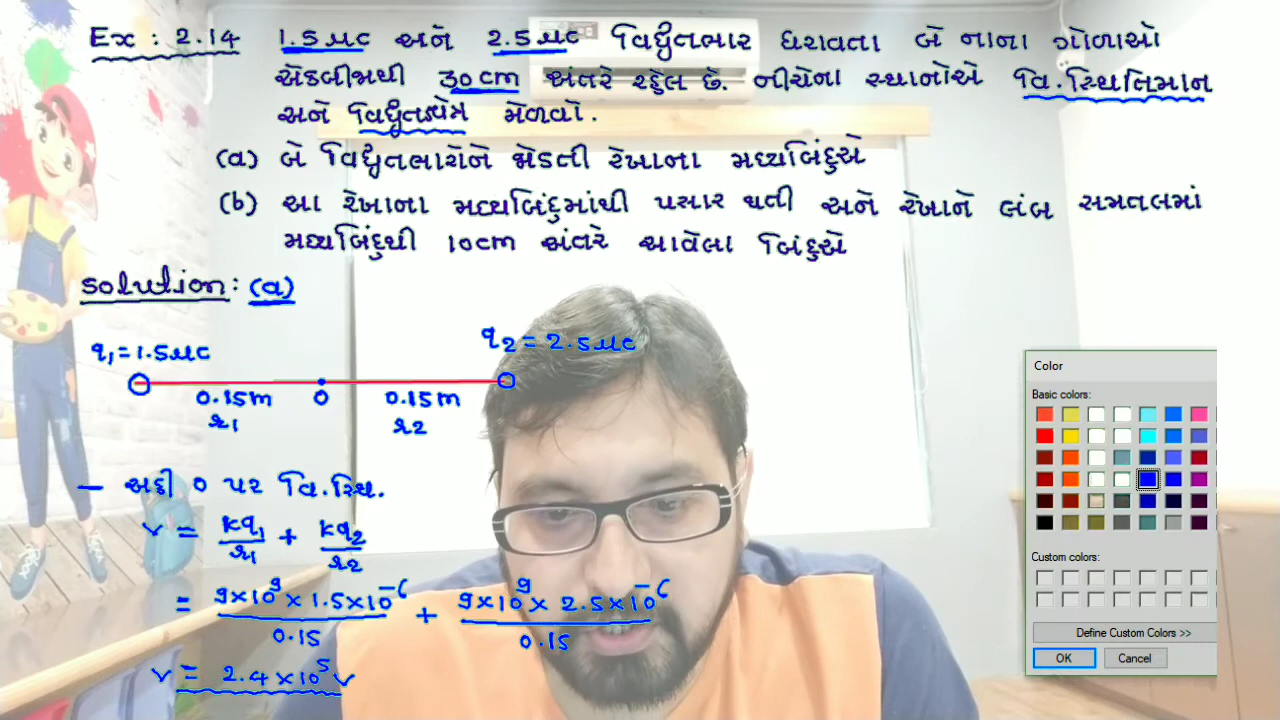 Ex : 2.14 1.5 μc અને 2.5 μc વિદ્યુતભાર ધરાવતા બે નાના ગોળાઓ
એકબીજાથી 30 cm અંતરે રહેલ છે. નીચેના સ્થાનોએ વિ. સ્થિતિમાન
અને વિદ્યુતક્ષેત્ર મેળવો.
(a) બે વિદ્યુતભારોને જોડતી રેખાના મધ્યબિંદુએ
(b) આ રેખાના મધ્યબિંદુમાંથી પસાર થતી અને રેખાને લંબ સમતલમાં
મધ્યબિંદુથી 10 cm અંતરે આવેલા બિંદુએ
Solution : (a)
q₁ = 1.5 μc q₂ = 2.5 μc
0.15 m O 0.15 m
r₁ r₂
– અહીં O પર વિ. સ્થિ.
V = kq₁/r₁ + kq₂/r₂
= 9×10⁹ × 1.5×10⁻⁶/0.15 + 9×10⁹ × 2.5×10⁻⁶/0.15
V = 2.4 × 10⁵ V
Color
Basic colors:
Custom colors:
Define Custom Colors >>
OK Cancel